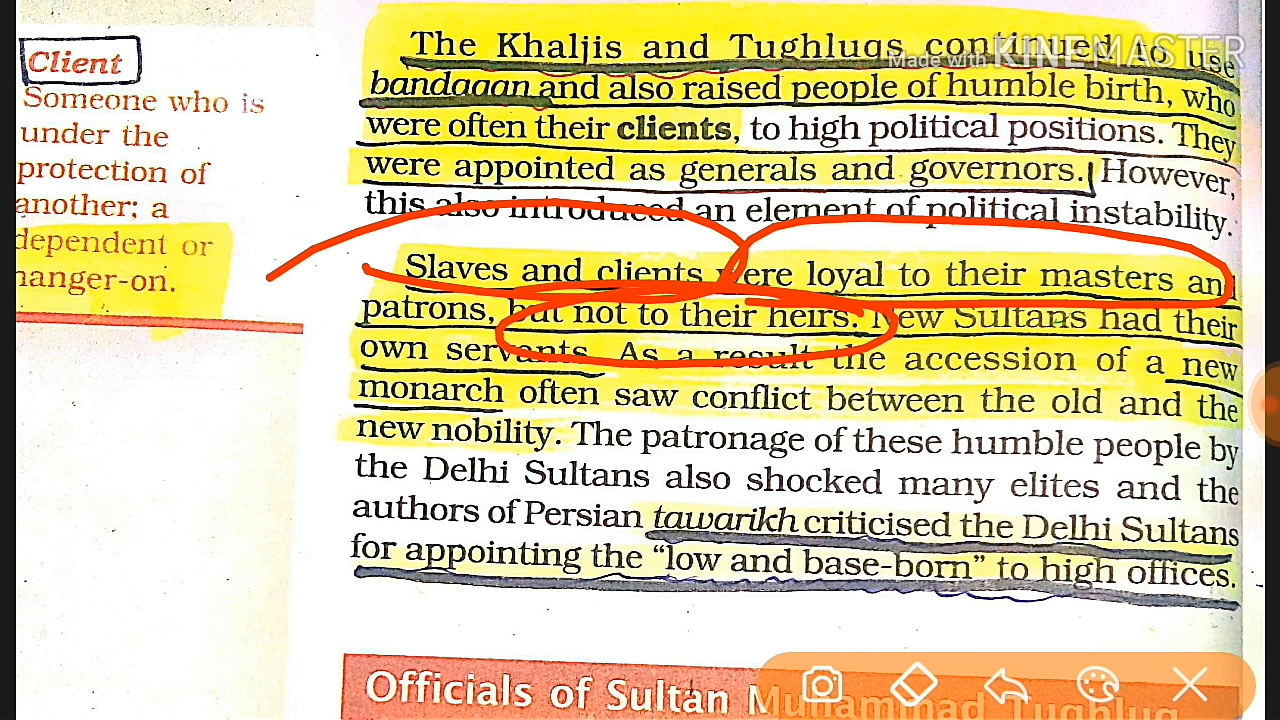 Client
Someone who is
under the
protection of
another; a
dependent or
hanger-on.
The Khaljis and Tughluqs continued to use
bandagan and also raised people of humble birth, who
were often their clients, to high political positions. They
were appointed as generals and governors. However,
this also introduced an element of political instability.
Slaves and clients were loyal to their masters and
patrons, but not to their heirs. New Sultans had their
own servants. As a result the accession of a new
monarch often saw conflict between the old and the
new nobility. The patronage of these humble people by
the Delhi Sultans also shocked many elites and the
authors of Persian tawarikh criticised the Delhi Sultans
for appointing the “low and base-born” to high offices.
Officials of Sultan Muhammad Tughluq
Made with KINEMASTER